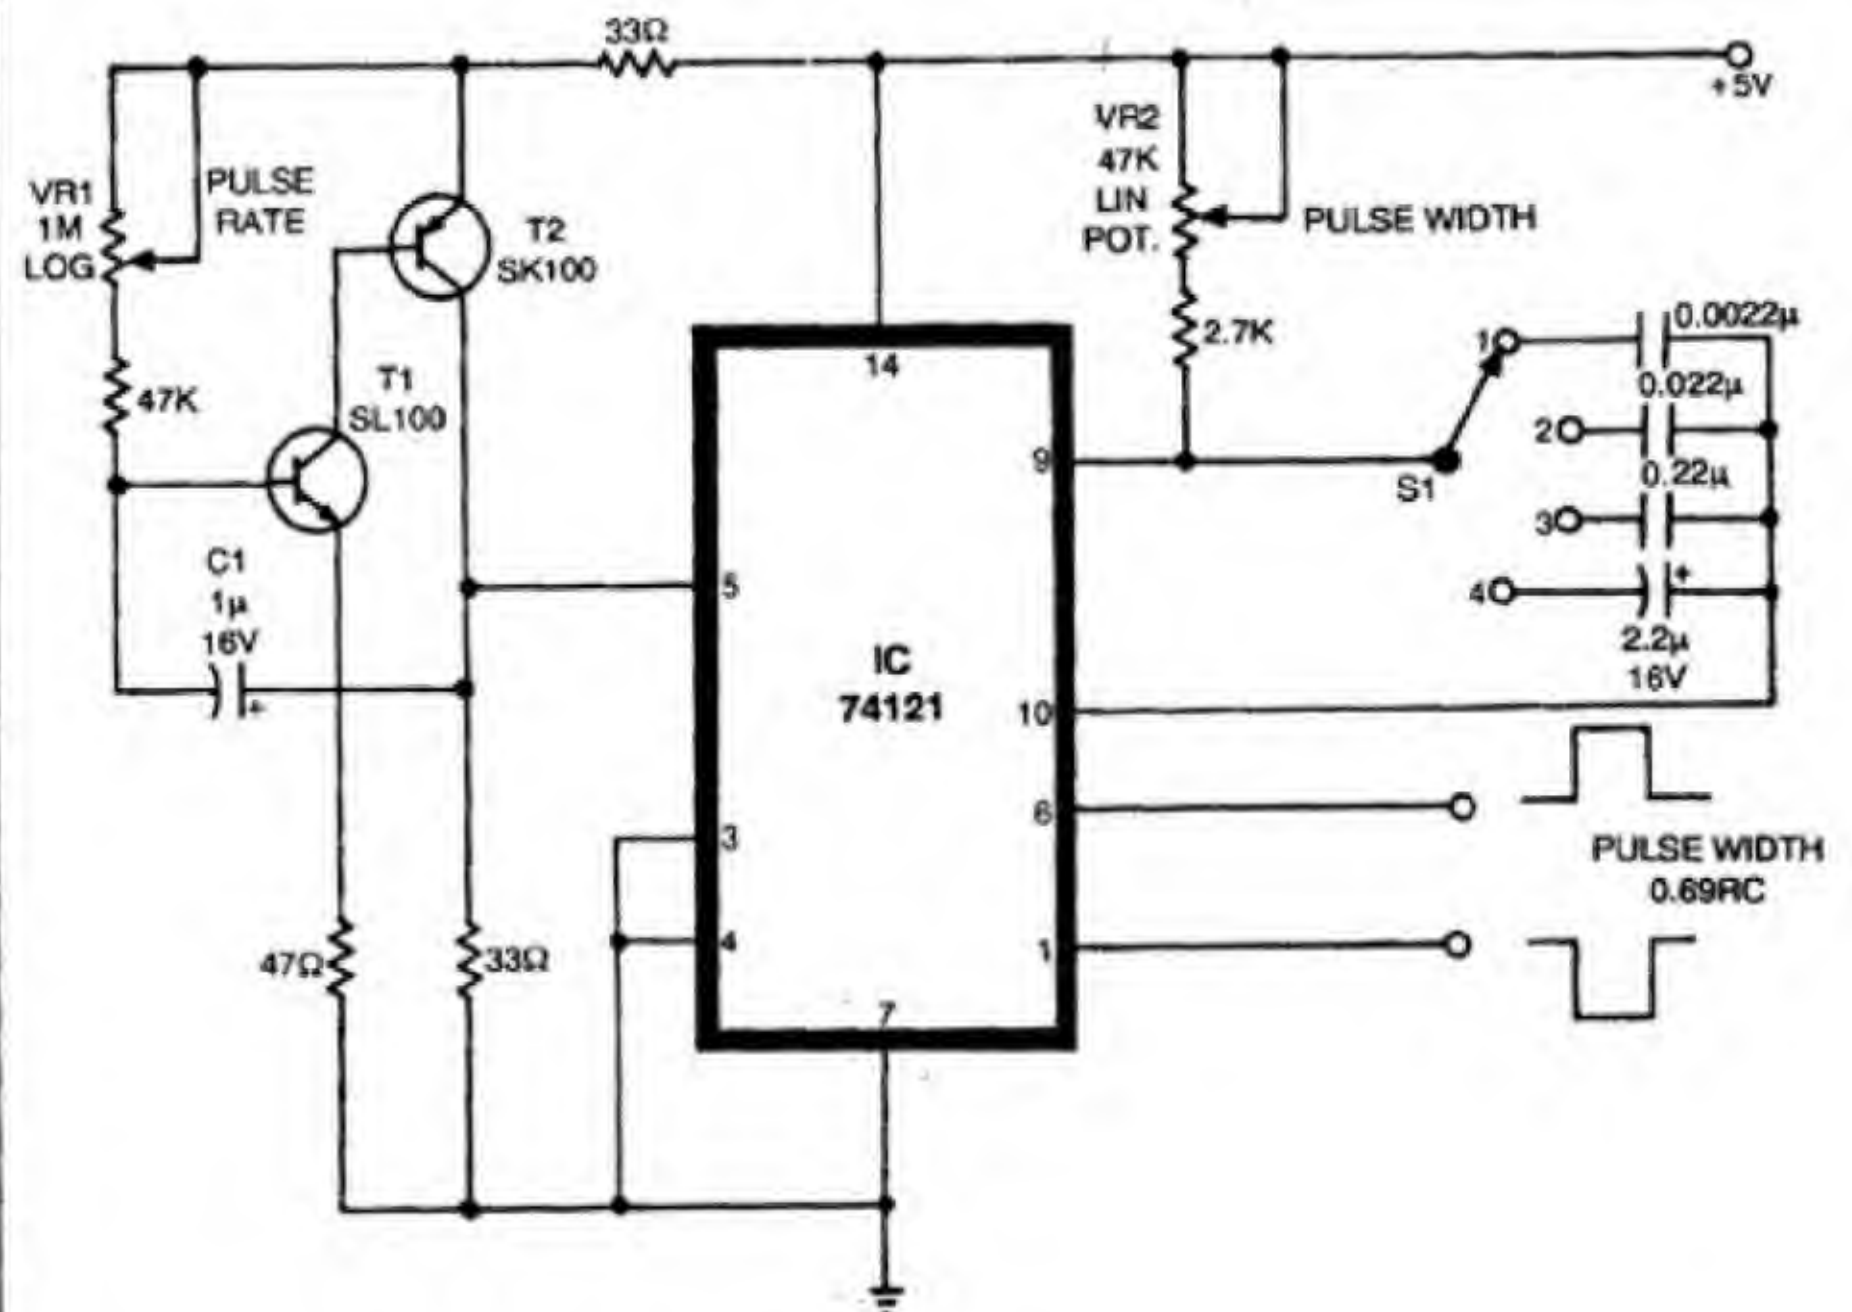 33Ω
+5V
VR1
1M
LOG
PULSE
RATE
T2
SK100
VR2
47K
LIN
POT.
PULSE WIDTH
47K
T1
SL100
14
2.7K
1
0.0022µ
0.022µ
2
0.22µ
3
+
4
2.2µ
16V
9
S1
C1
1µ
16V
+
5
IC
74121
10
6
PULSE WIDTH
0.69RC
3
4
1
47Ω
33Ω
7